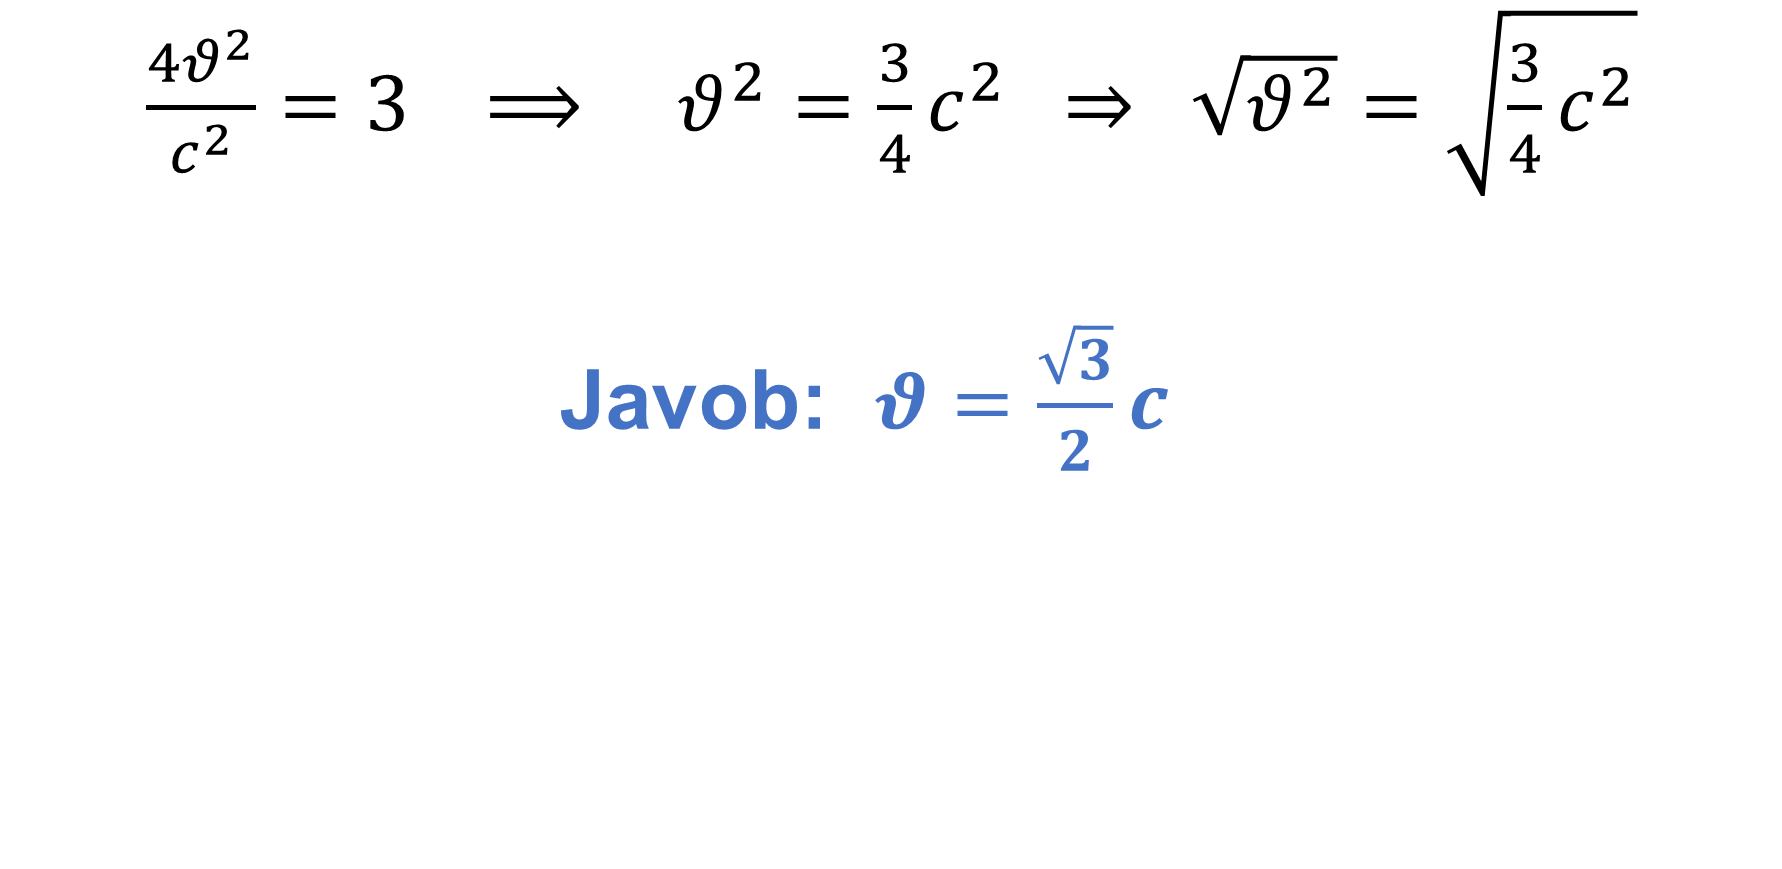 4𝜗²/c² = 3 ⟹ 𝜗² = 3/4 c² ⇒ √𝜗² = √(3/4 c²)
Javob: 𝝑 = √3/2 c